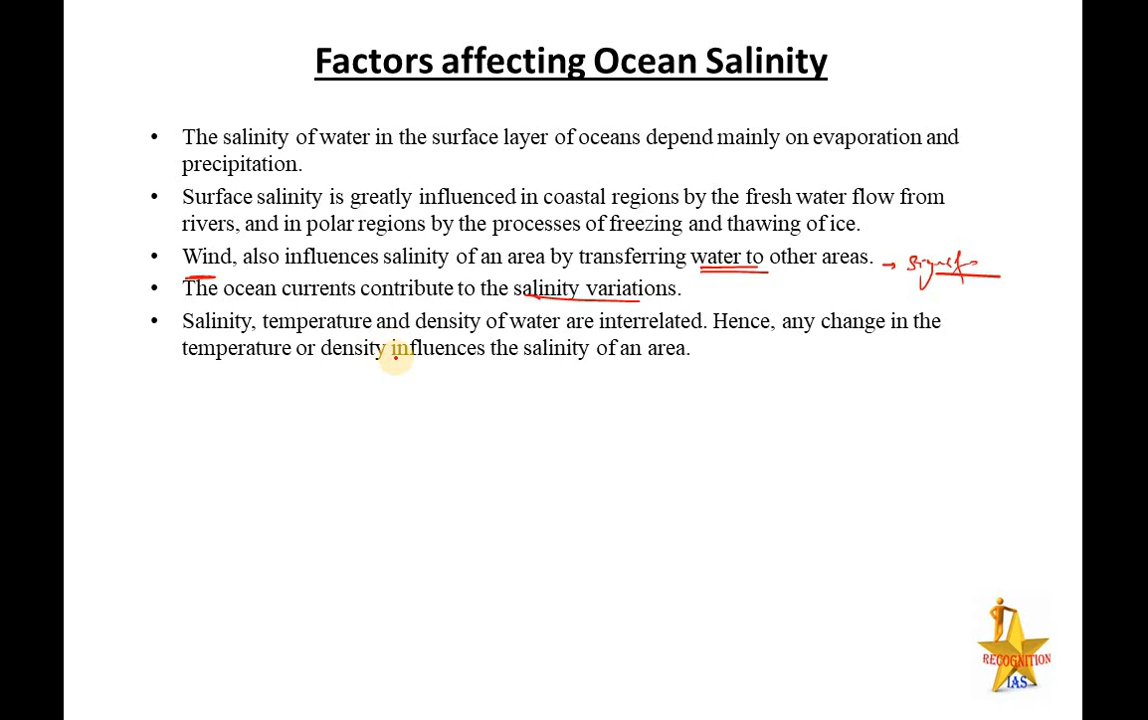 Factors affecting Ocean Salinity
• The salinity of water in the surface layer of oceans depend mainly on evaporation and
precipitation.
• Surface salinity is greatly influenced in coastal regions by the fresh water flow from
rivers, and in polar regions by the processes of freezing and thawing of ice.
• Wind, also influences salinity of an area by transferring water to other areas. →
• The ocean currents contribute to the salinity variations.
• Salinity, temperature and density of water are interrelated. Hence, any change in the
temperature or density influences the salinity of an area.
RECOGNITION
IAS